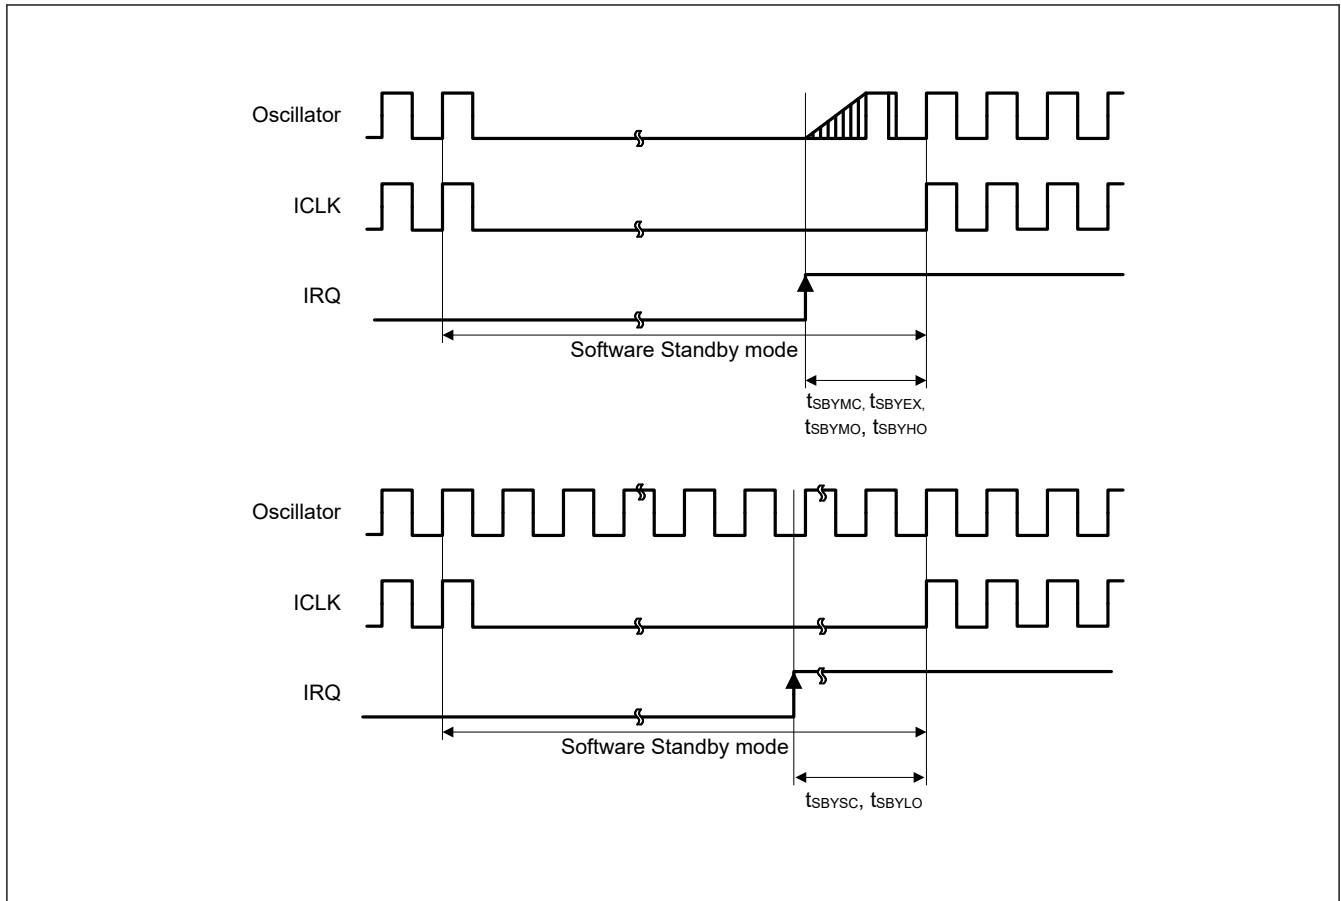 Oscillator
ICLK
IRQ
Software Standby mode
tSBYMC, tSBYEX,
tSBYMO, tSBYHO
Oscillator
ICLK
IRQ
Software Standby mode
tSBYSC, tSBYLO